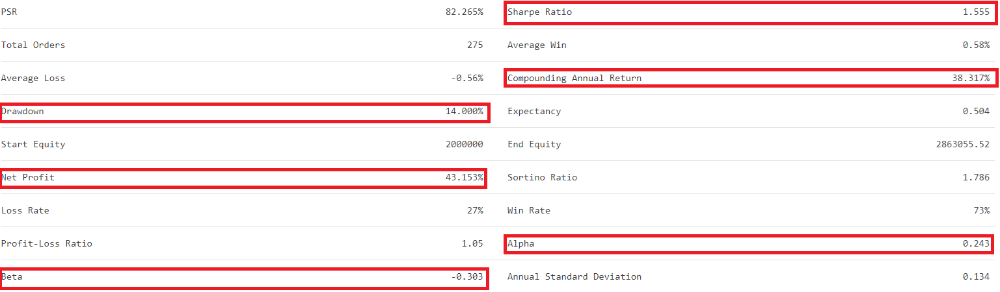 PSR 82.265% Sharpe Ratio 1.555
Total Orders 275 Average Win 0.58%
Average Loss -0.56% Compounding Annual Return 38.317%
Drawdown 14.000% Expectancy 0.504
Start Equity 2000000 End Equity 2863055.52
Net Profit 43.153% Sortino Ratio 1.786
Loss Rate 27% Win Rate 73%
Profit-Loss Ratio 1.05 Alpha 0.243
Beta -0.303 Annual Standard Deviation 0.134